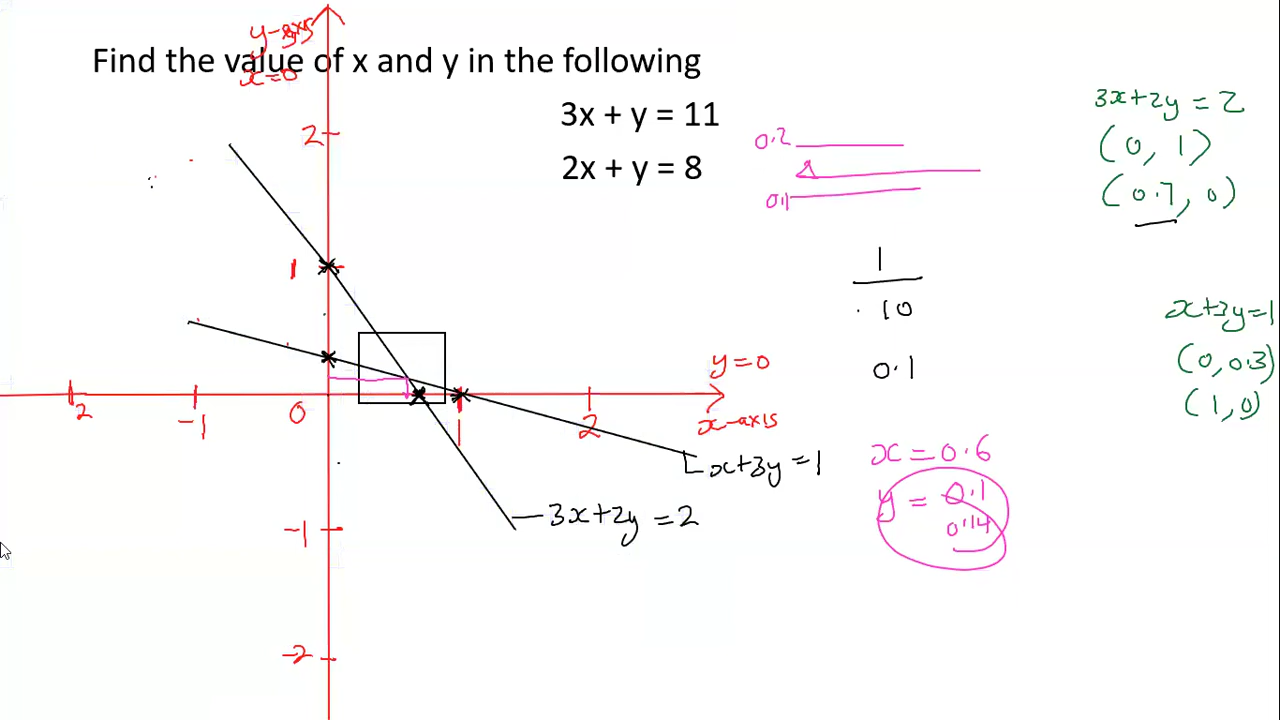 y-axis
Find the value of x and y in the following
x=0
3x + y = 11
2x + y = 8
3x+2y = 2
(0, 1)
(0.7, 0)
2
0.2
0.1
1
10
0.1
1
x+3y=1
(0, 0.3)
(1, 0)
y=0
x-axis
-2
-1
0
1
2
x+3y=1
3x+2y=2
x=0.6
y=0.1
0.14
-1
-2